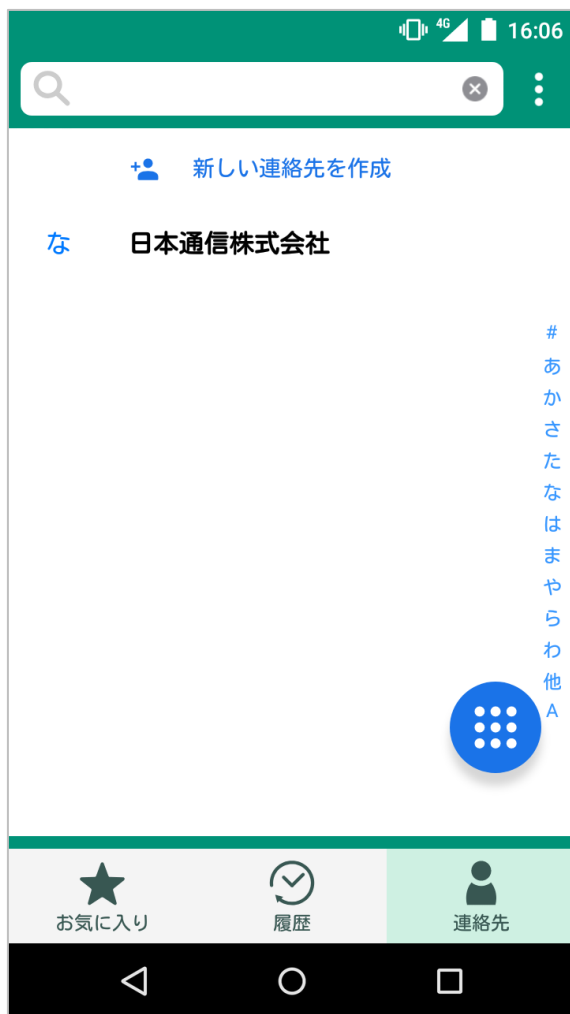 4G 16:06
新しい連絡先を作成
な 日本通信株式会社
#
あ
か
さ
た
な
は
ま
や
ら
わ
他
A
お気に入り 履歴 連絡先